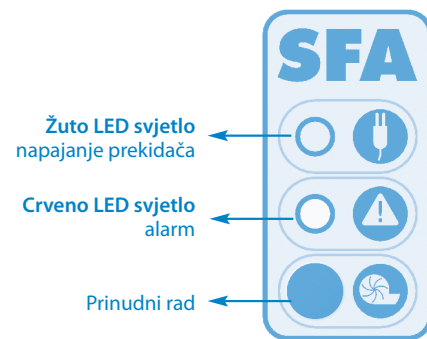 SFA
Žuto LED svjetlo
napajanje prekidača
Crveno LED svjetlo
alarm
Prinudni rad